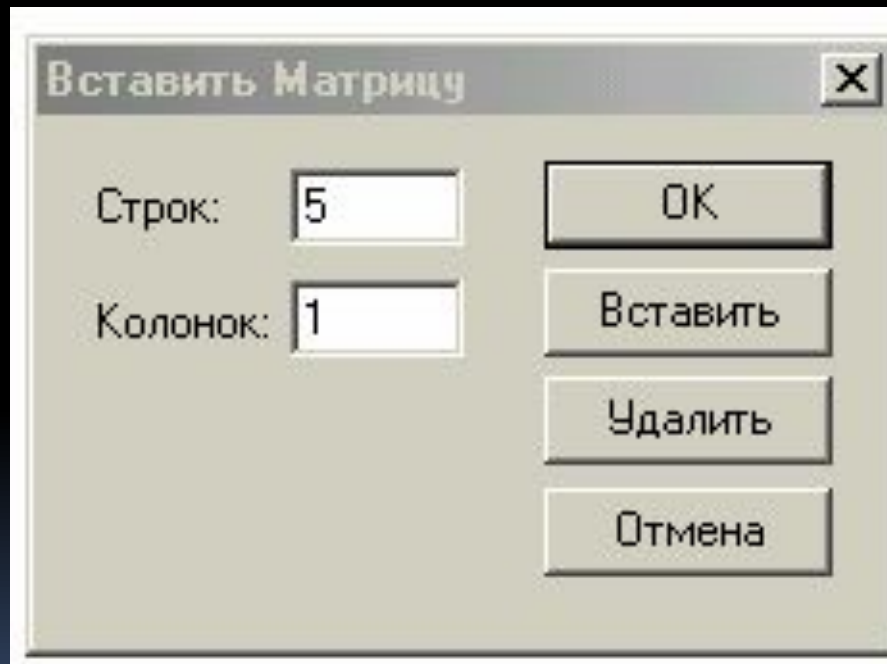 Вставить Матрицу
Строк: 5
Колонок: 1
OK
Вставить
Удалить
Отмена